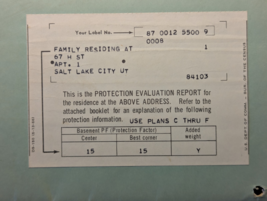 Your Label No. 87 0012 5500 9
0008
FAMILY RESIDING AT 1
67 H ST
*APT. 1
SALT LAKE CITY UT
84103
This is the PROTECTION EVALUATION REPORT for
the residence at the ABOVE ADDRESS. Refer to the
attached booklet for an explanation of the following
protection information. USE PLANS C THRU F
Basement PF (Protection Factor) Added
Center Best corner weight
15 15 Y